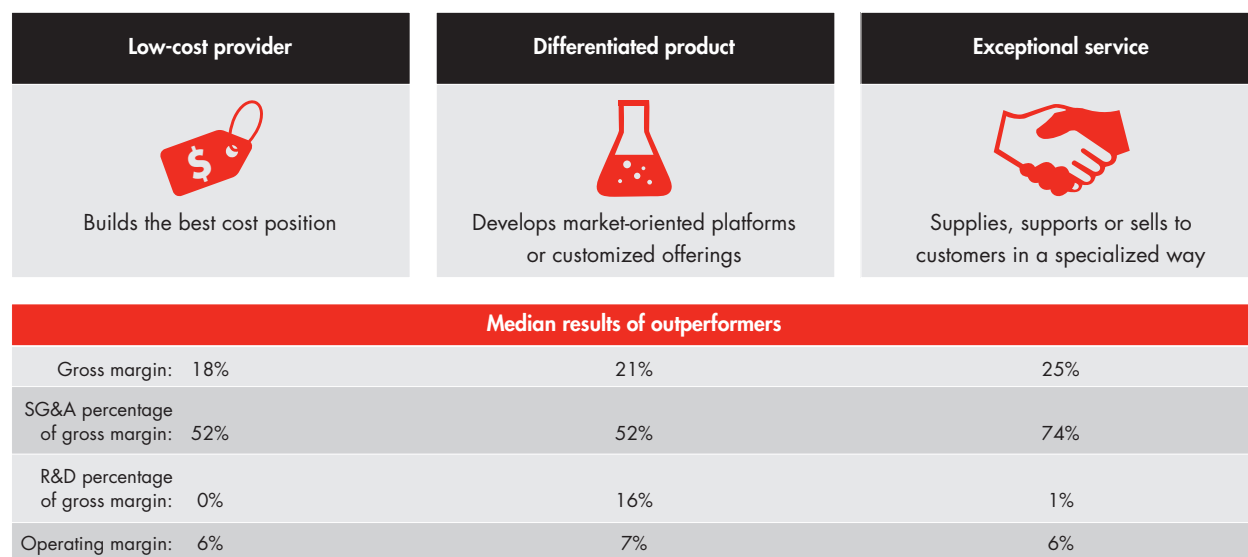 Low-cost provider
Differentiated product
Exceptional service
$
Builds the best cost position
Develops market-oriented platforms
or customized offerings
Supplies, supports or sells to
customers in a specialized way
Median results of outperformers
Gross margin: 18% 21% 25%
SG&A percentage
of gross margin: 52% 52% 74%
R&D percentage
of gross margin: 0% 16% 1%
Operating margin: 6% 7% 6%